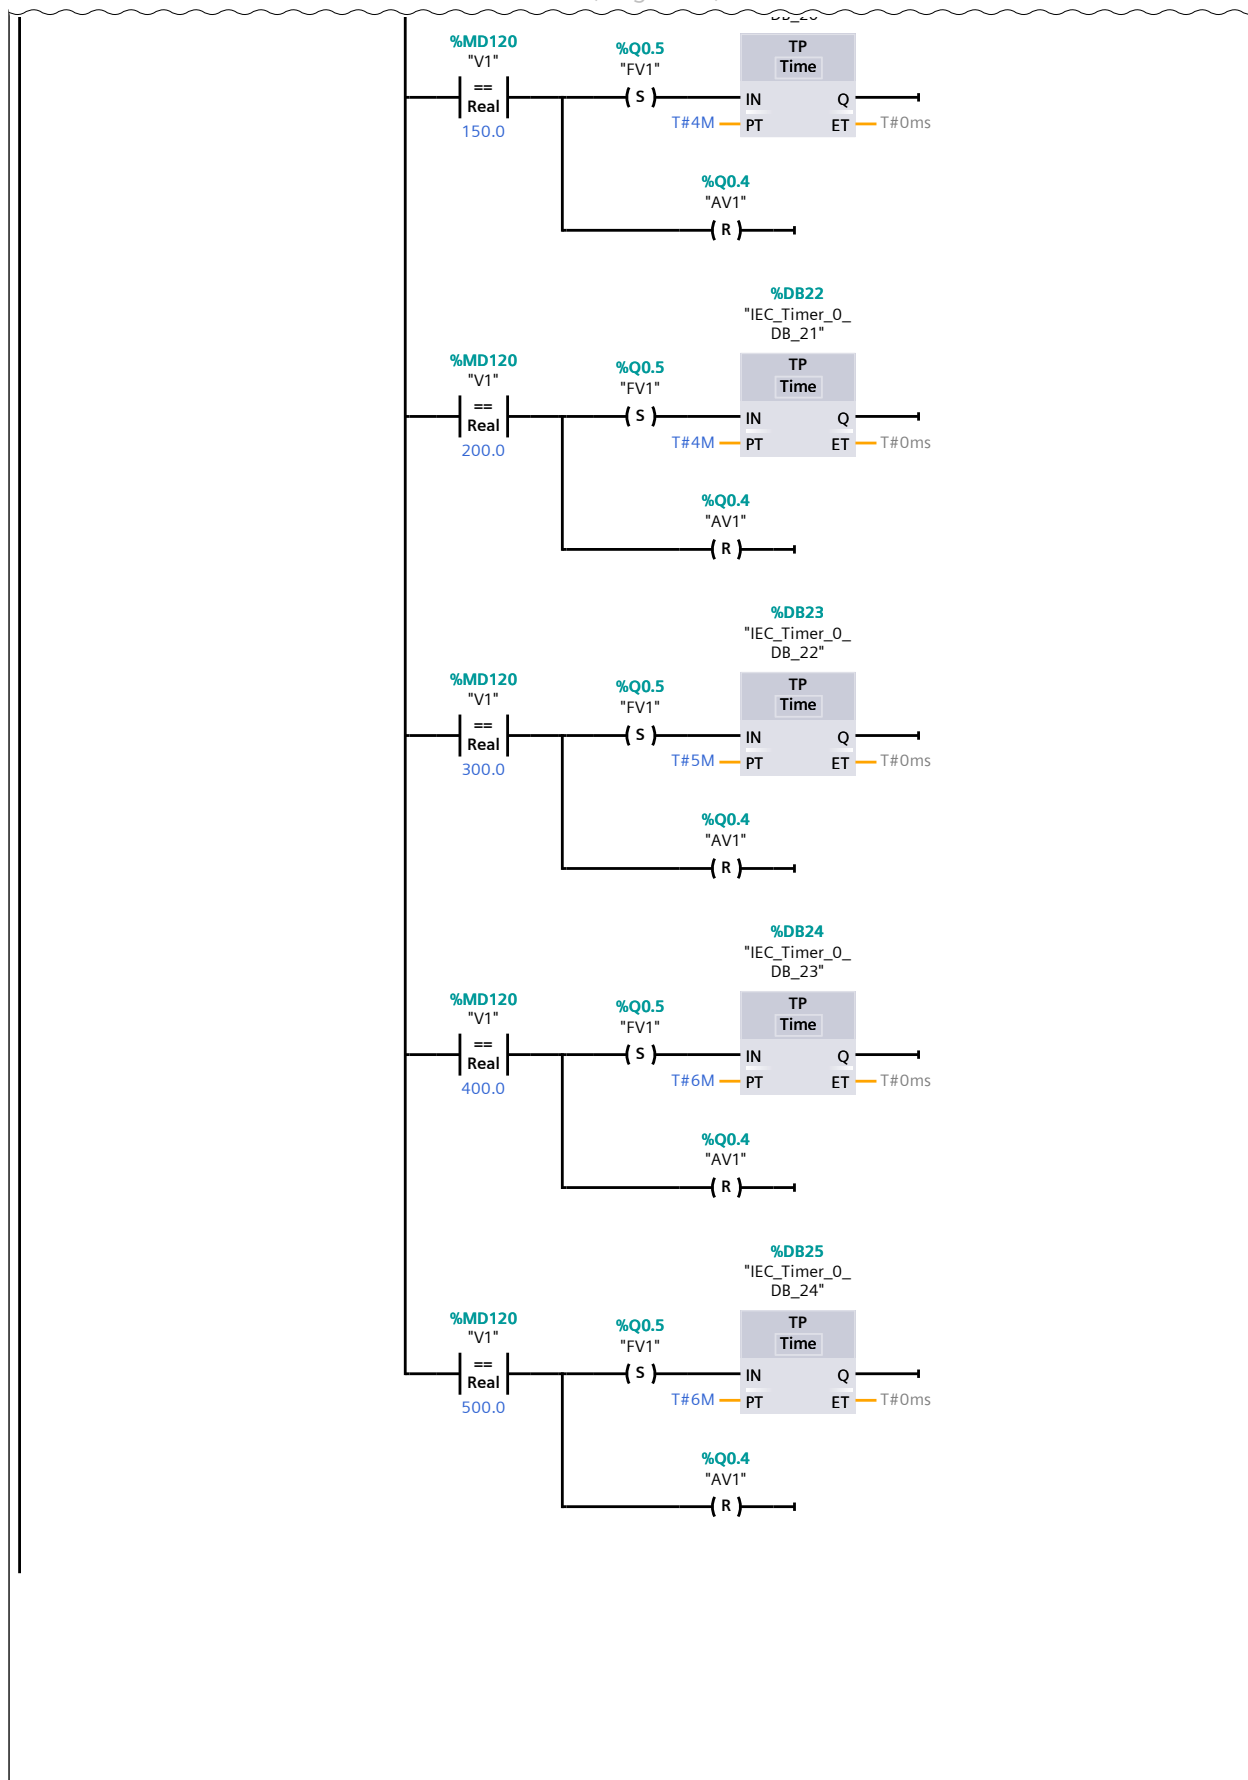 %MD120
"V1"
==
Real
150.0
%Q0.5
"FV1"
( S )
TP
Time
IN Q
T#4M PT ET T#0ms
%Q0.4
"AV1"
( R )
%DB22
"IEC_Timer_0_
DB_21"
%MD120
"V1"
==
Real
200.0
%Q0.5
"FV1"
( S )
TP
Time
IN Q
T#4M PT ET T#0ms
%Q0.4
"AV1"
( R )
%DB23
"IEC_Timer_0_
DB_22"
%MD120
"V1"
==
Real
300.0
%Q0.5
"FV1"
( S )
TP
Time
IN Q
T#5M PT ET T#0ms
%Q0.4
"AV1"
( R )
%DB24
"IEC_Timer_0_
DB_23"
%MD120
"V1"
==
Real
400.0
%Q0.5
"FV1"
( S )
TP
Time
IN Q
T#6M PT ET T#0ms
%Q0.4
"AV1"
( R )
%DB25
"IEC_Timer_0_
DB_24"
%MD120
"V1"
==
Real
500.0
%Q0.5
"FV1"
( S )
TP
Time
IN Q
T#6M PT ET T#0ms
%Q0.4
"AV1"
( R )